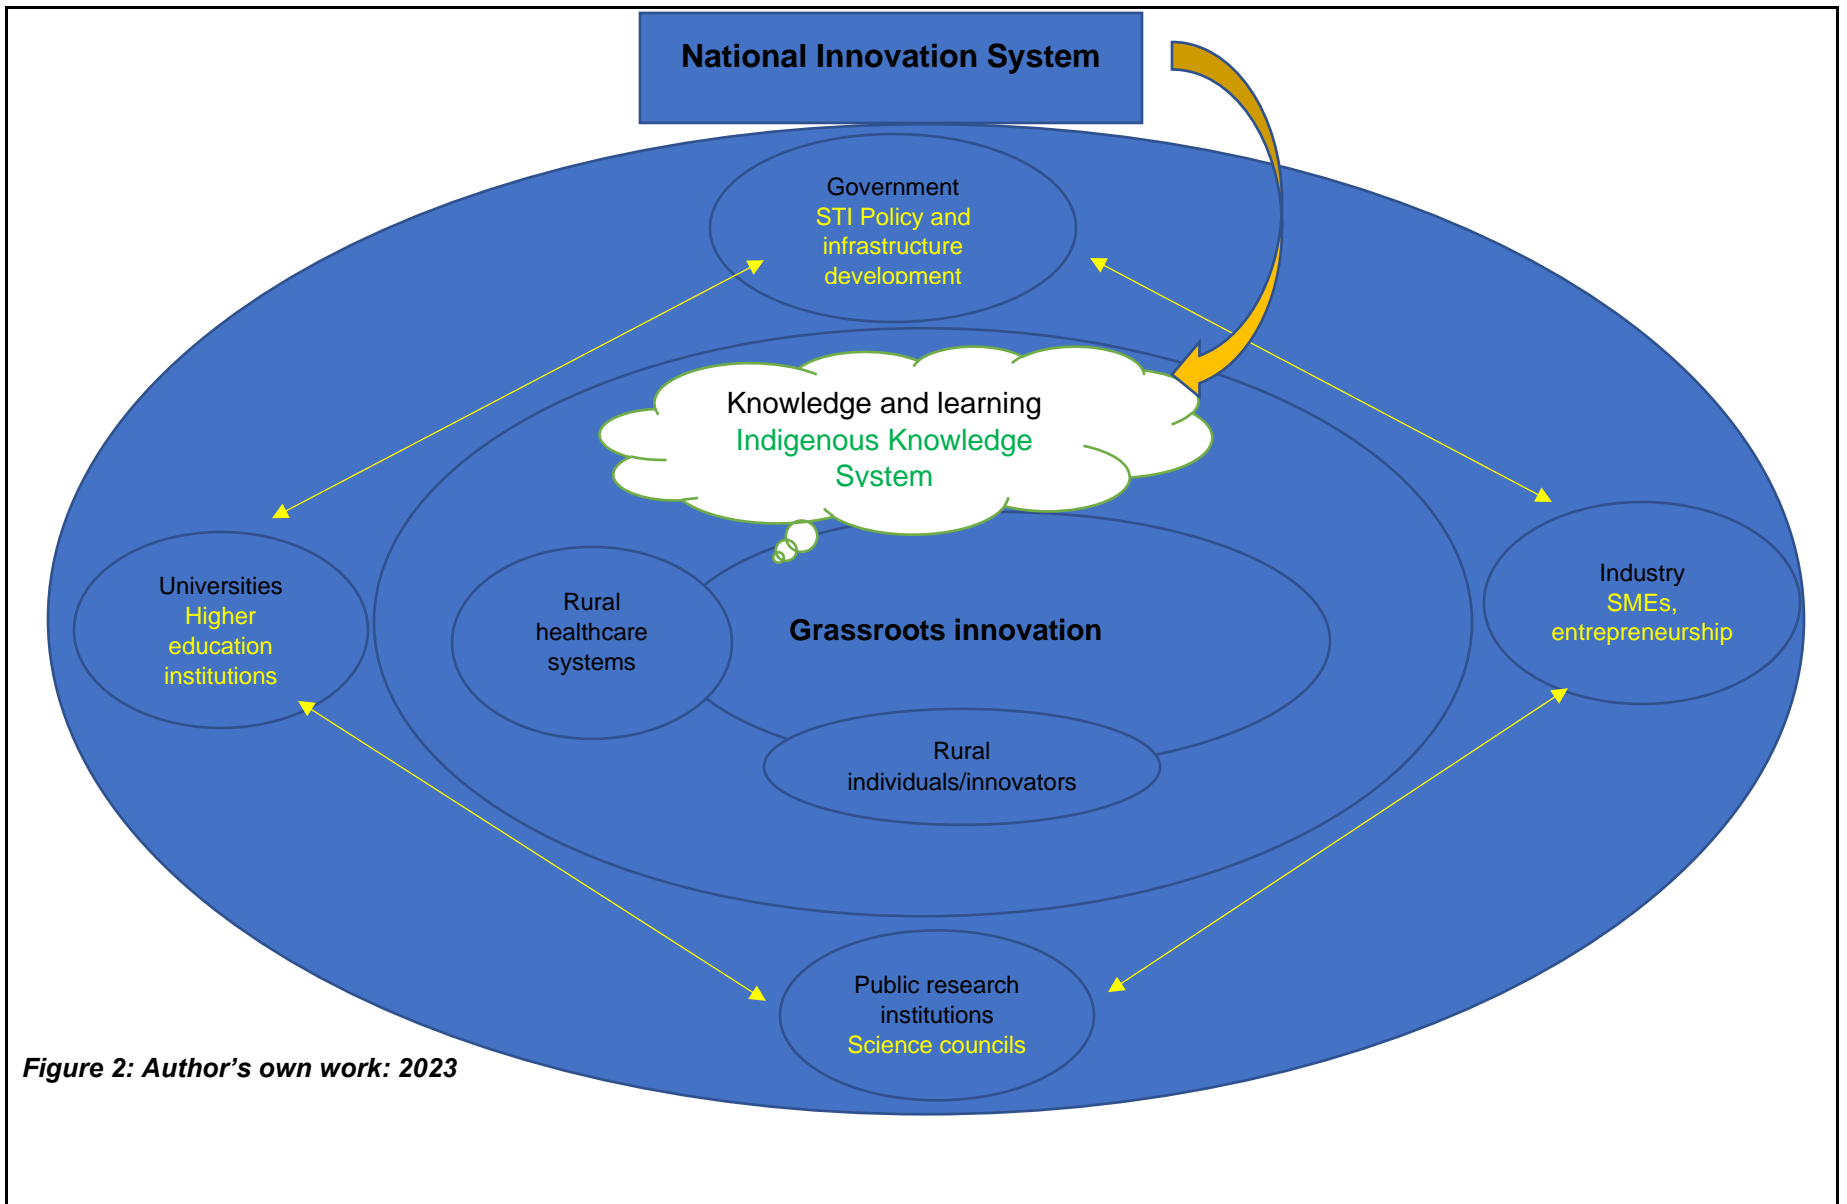 National Innovation System
Government
STI Policy and
infrastructure
development
Knowledge and learning
Indigenous Knowledge
System
Universities
Higher
education
institutions
Rural
healthcare
systems
Grassroots innovation
Industry
SMEs,
entrepreneurship
Rural
individuals/innovators
Public research
institutions
Science councils
Figure 2: Author's own work: 2023